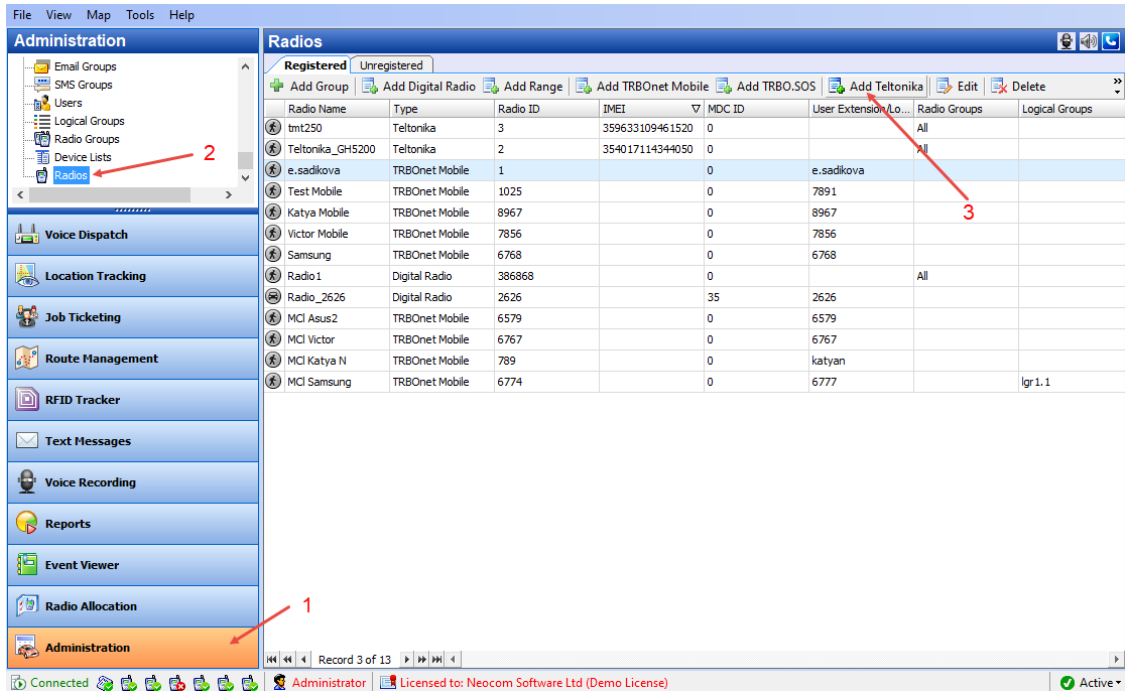 File View Map Tools Help
Administration
Email Groups
SMS Groups
Users
Logical Groups
Radio Groups
Device Lists
Radios
2
Voice Dispatch
Location Tracking
Job Ticketing
Route Management
RFID Tracker
Text Messages
Voice Recording
Reports
Event Viewer
Radio Allocation
Administration
1
Radios
Registered Unregistered
Add Group Add Digital Radio Add Range Add TRBOnet Mobile Add TRBO.SOS Add Teltonika Edit Delete
Radio Name Type Radio ID IMEI MDC ID User Extension/Lo... Radio Groups Logical Groups
tmt250 Teltonika 3 359633109461520 0 All
Teltonika_GH5200 Teltonika 2 354017114344050 0 All
e.sadikova TRBOnet Mobile 1 0 e.sadikova
Test Mobile TRBOnet Mobile 1025 0 7891
Katya Mobile TRBOnet Mobile 8967 0 8967
3
Victor Mobile TRBOnet Mobile 7856 0 7856
Samsung TRBOnet Mobile 6768 0 6768
Radio1 Digital Radio 386868 0 All
Radio_2626 Digital Radio 2626 35 2626
MCl Asus2 TRBOnet Mobile 6579 0 6579
MCl Victor TRBOnet Mobile 6767 0 6767
MCl Katya N TRBOnet Mobile 789 0 katyan
MCl Samsung TRBOnet Mobile 6774 0 6777 lgr1.1
Record 3 of 13
Connected Administrator Licensed to: Neocom Software Ltd (Demo License) Active